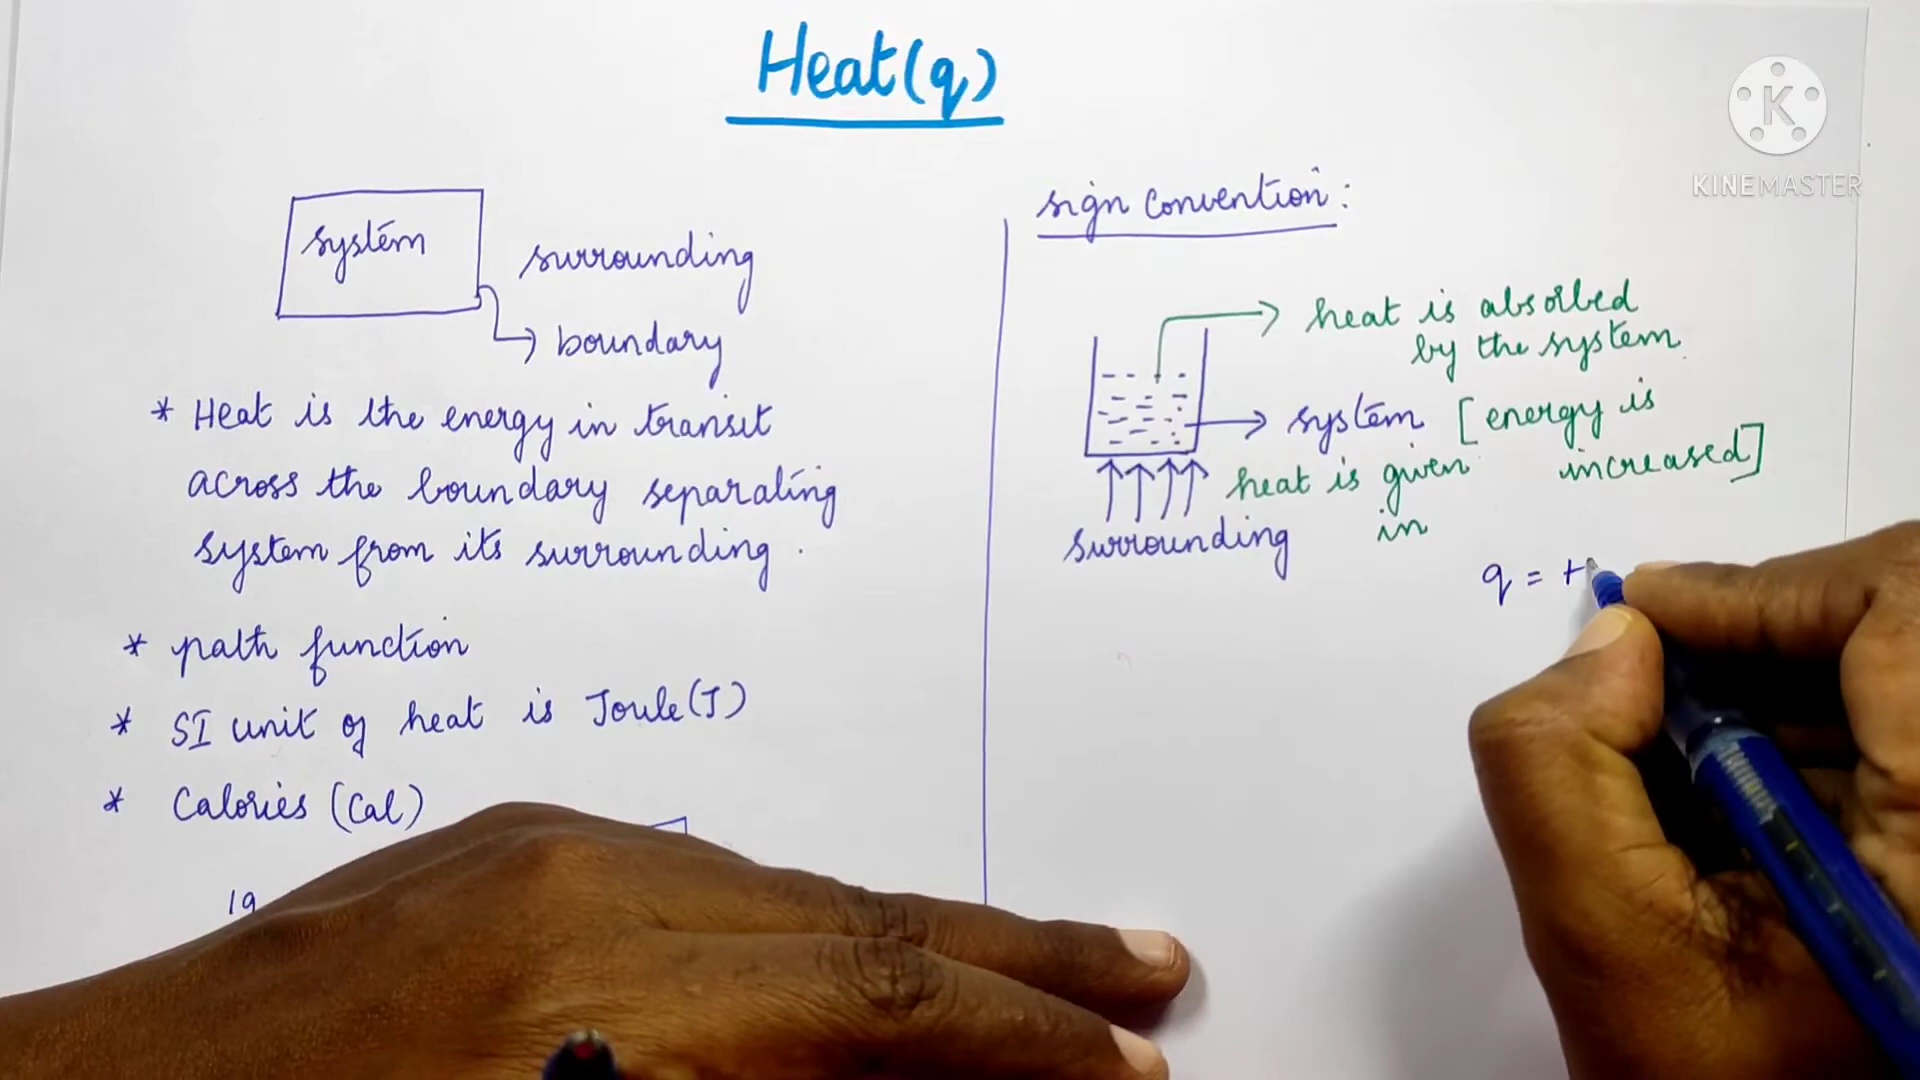 Heat (q)
system
surrounding
boundary
* Heat is the energy in transit
across the boundary separating
system from its surrounding.
* path function
* SI unit of heat is Joule (J)
* Calories (Cal)
19
sign convention:
heat is absorbed
by the system
system [energy is
increased]
heat is given
in
surrounding
q = +
K
KINEMASTER